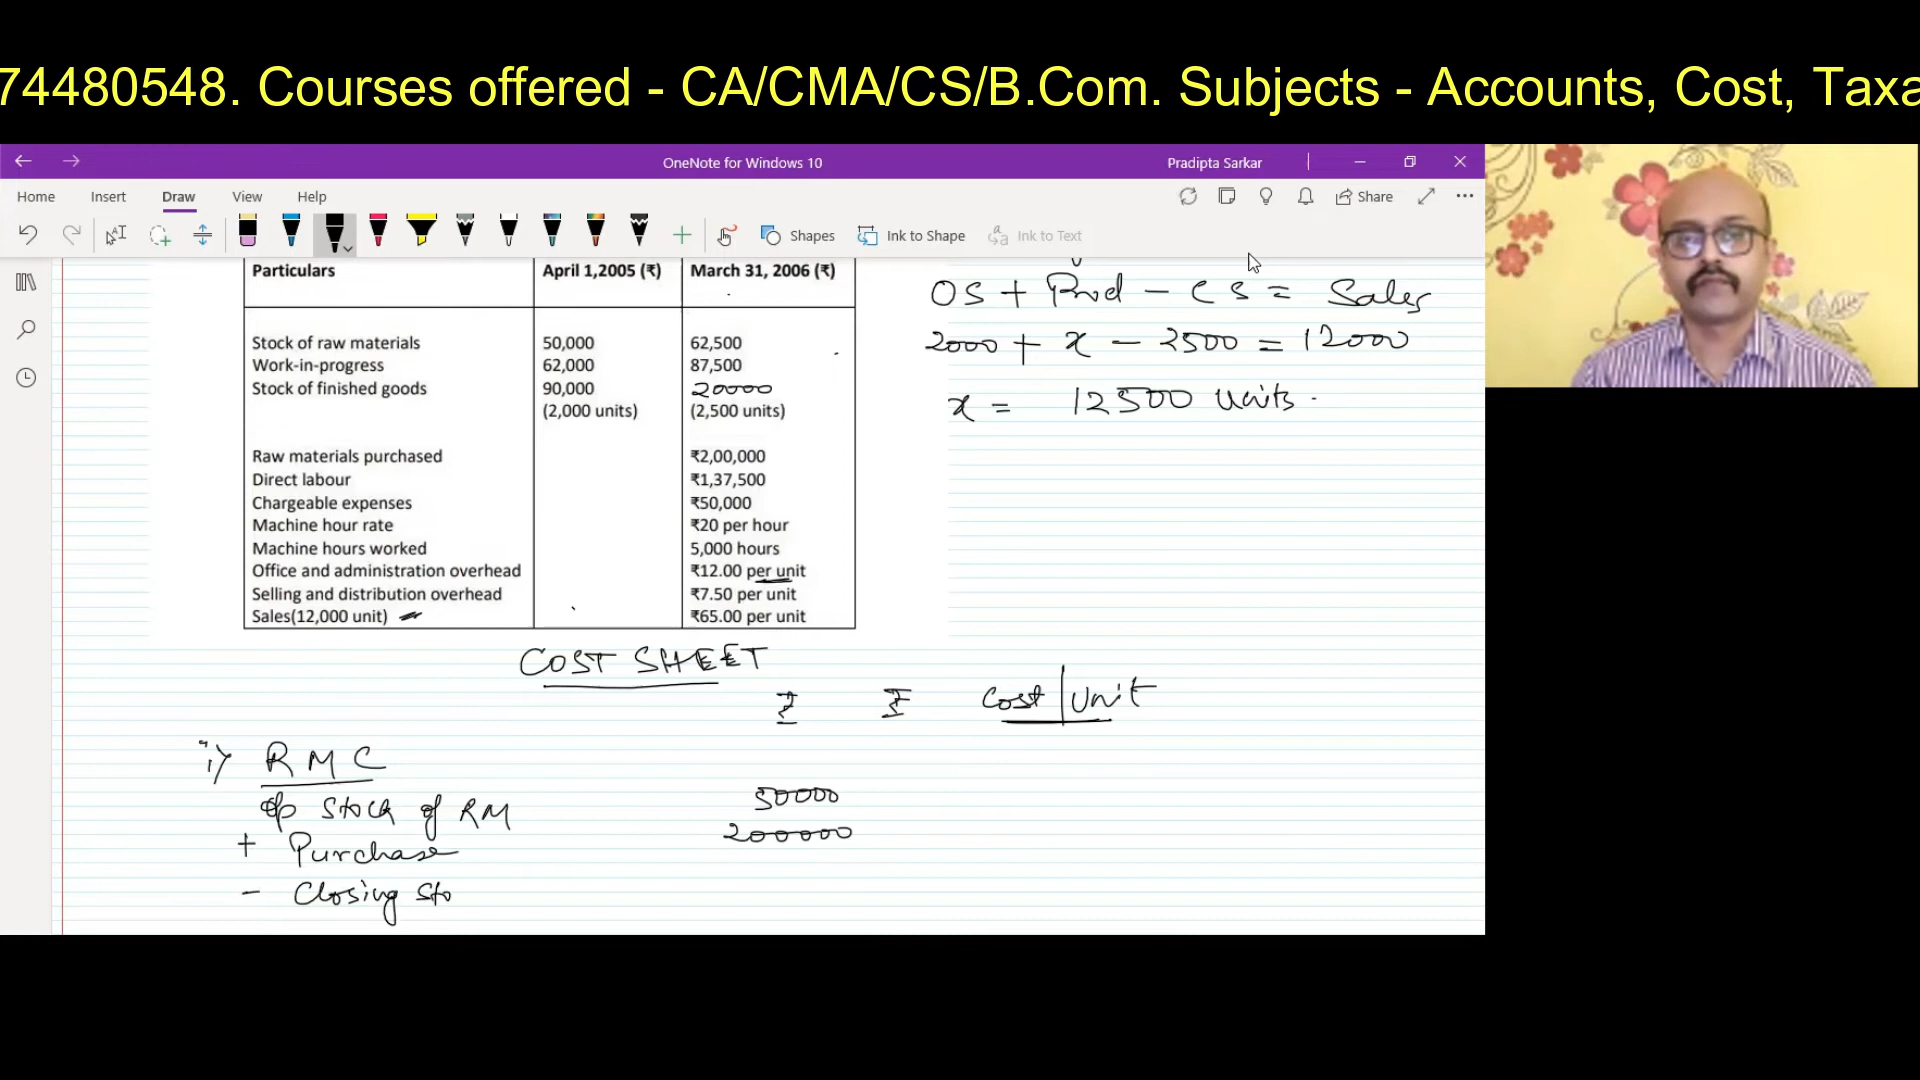 74480548. Courses offered - CA/CMA/CS/B.Com. Subjects - Accounts, Cost, Taxa
OneNote for Windows 10
Pradipta Sarkar
Home Insert Draw View Help
Share
Shapes Ink to Shape Ink to Text
Particulars April 1,2005 (₹) March 31, 2006 (₹)
Stock of raw materials 50,000 62,500
Work-in-progress 62,000 87,500
Stock of finished goods 90,000 20000
(2,000 units) (2,500 units)
Raw materials purchased ₹2,00,000
Direct labour ₹1,37,500
Chargeable expenses ₹50,000
Machine hour rate ₹20 per hour
Machine hours worked 5,000 hours
Office and administration overhead ₹12.00 per unit
Selling and distribution overhead ₹7.50 per unit
Sales(12,000 unit) ₹65.00 per unit
OS + Prod - CS = Sales
2000 + x - 2500 = 12000
x = 12500 units.
COST SHEET
₹ ₹ Cost/Unit
i) RMC
Op Stock of RM 50000
+ Purchase 200000
- Closing Sto